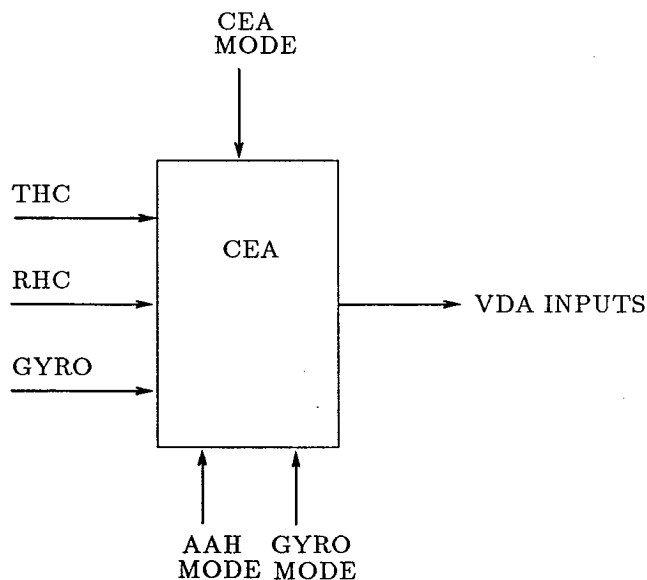 CEA
MODE
THC
CEA
RHC
VDA INPUTS
GYRO
AAH
MODE
GYRO
MODE